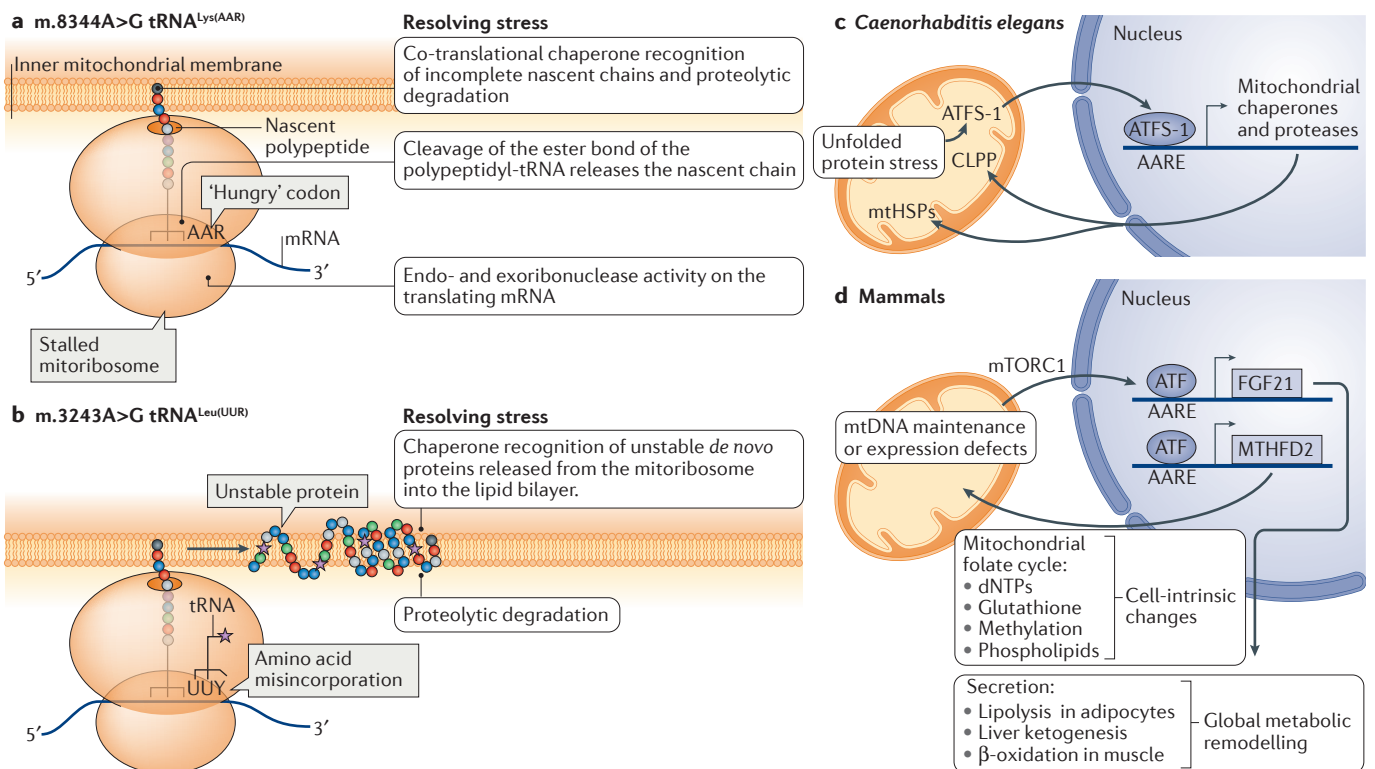 a m.8344A>G tRNALys(AAR)
Resolving stress
Inner mitochondrial membrane
Co-translational chaperone recognition
of incomplete nascent chains and proteolytic
degradation
Nascent
polypeptide
Cleavage of the ester bond of the
polypeptidyl-tRNA releases the nascent chain
‘Hungry’ codon
AAR
mRNA
5′
3′
Endo- and exoribonuclease activity on the
translating mRNA
Stalled
mitoribosome
b m.3243A>G tRNALeu(UUR)
Resolving stress
Chaperone recognition of unstable de novo
proteins released from the mitoribosome
into the lipid bilayer.
Unstable protein
Proteolytic degradation
tRNA
Amino acid
misincorporation
UUY
5′
3′
c Caenorhabditis elegans
Nucleus
ATFS-1
Unfolded
protein stress
CLPP
mtHSPs
ATFS-1
AARE
Mitochondrial
chaperones
and proteases
d Mammals
Nucleus
mTORC1
mtDNA maintenance
or expression defects
ATF
AARE
FGF21
ATF
AARE
MTHFD2
Mitochondrial
folate cycle:
• dNTPs
• Glutathione
• Methylation
• Phospholipids
Cell-intrinsic
changes
Secretion:
• Lipolysis in adipocytes
• Liver ketogenesis
• β-oxidation in muscle
Global metabolic
remodelling